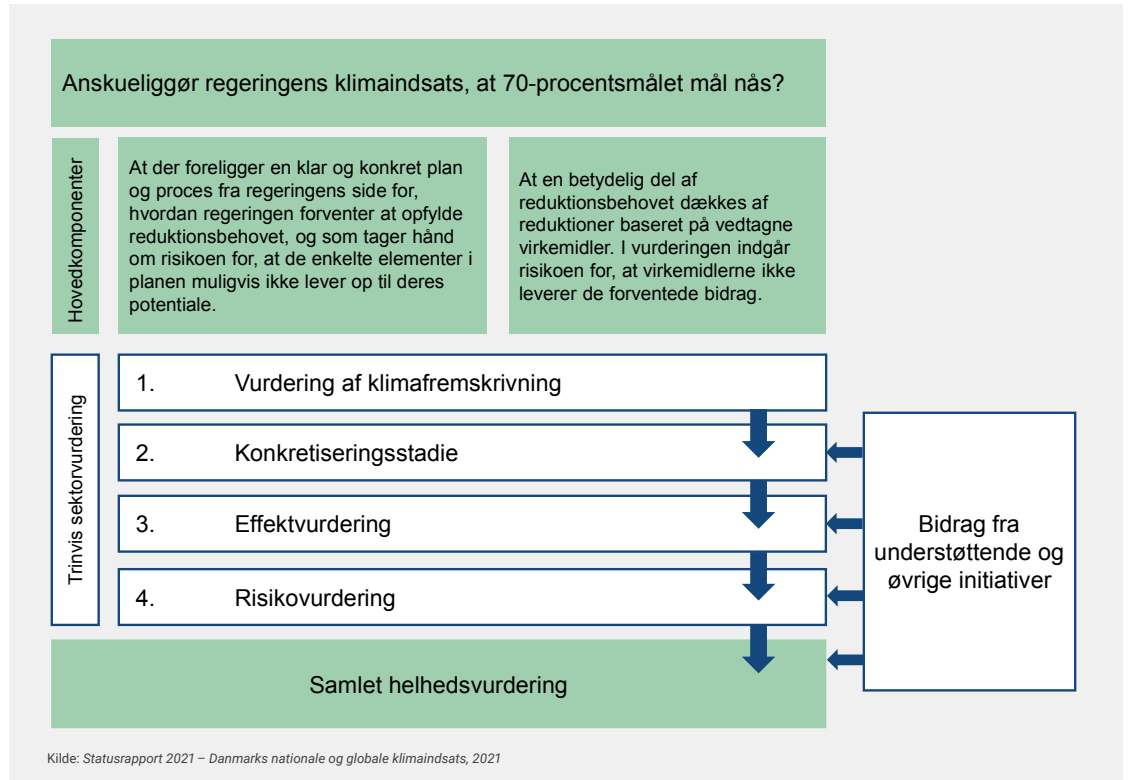 Anskueliggør regeringens klimaindsats, at 70-procentsmålet mål nås?
Hovedkomponenter
At der foreligger en klar og konkret plan
og proces fra regeringens side for,
hvordan regeringen forventer at opfylde
reduktionsbehovet, og som tager hånd
om risikoen for, at de enkelte elementer i
planen muligvis ikke lever op til deres
potentiale.
At en betydelig del af
reduktionsbehovet dækkes af
reduktioner baseret på vedtagne
virkemidler. I vurderingen indgår
risikoen for, at virkemidlerne ikke
leverer de forventede bidrag.
Trinvis sektorvurdering
1. Vurdering af klimafremskrivning
2. Konkretiseringsstadie
3. Effektvurdering
4. Risikovurdering
Bidrag fra
understøttende og
øvrige initiativer
Samlet helhedsvurdering
Kilde: Statusrapport 2021 – Danmarks nationale og globale klimaindsats, 2021